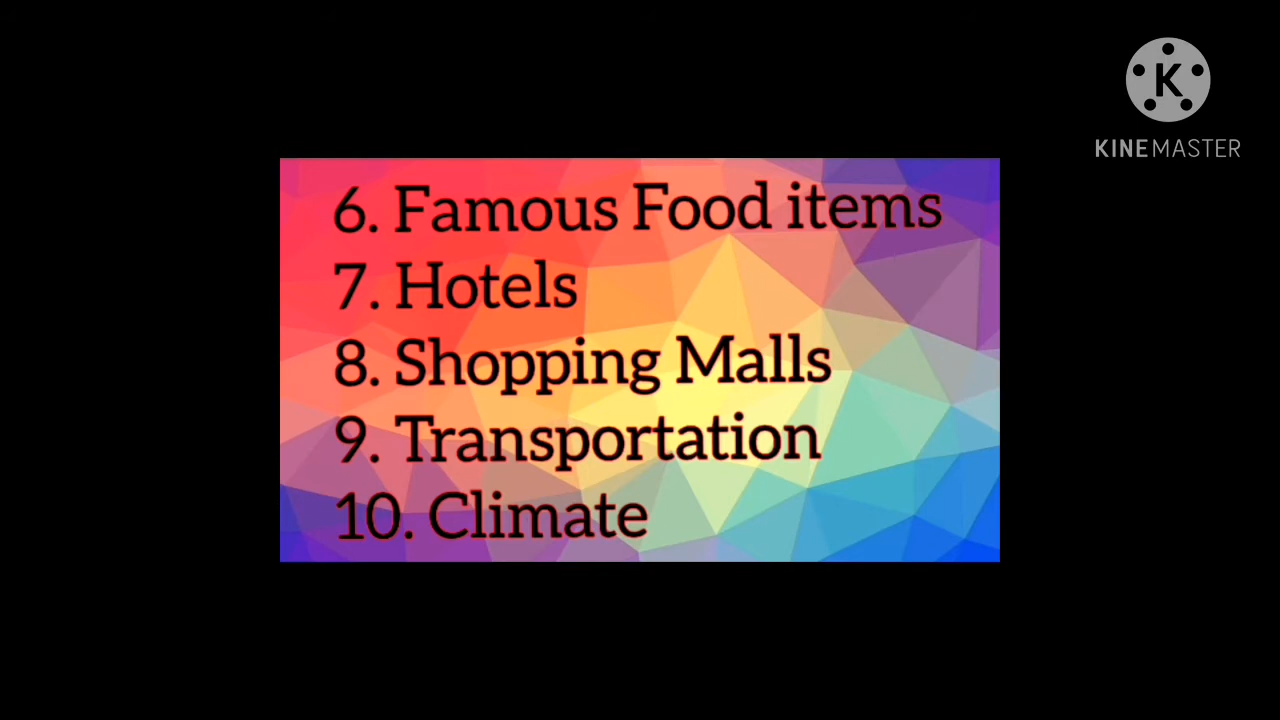 K
KINEMASTER
6. Famous Food items
7. Hotels
8. Shopping Malls
9. Transportation
10. Climate